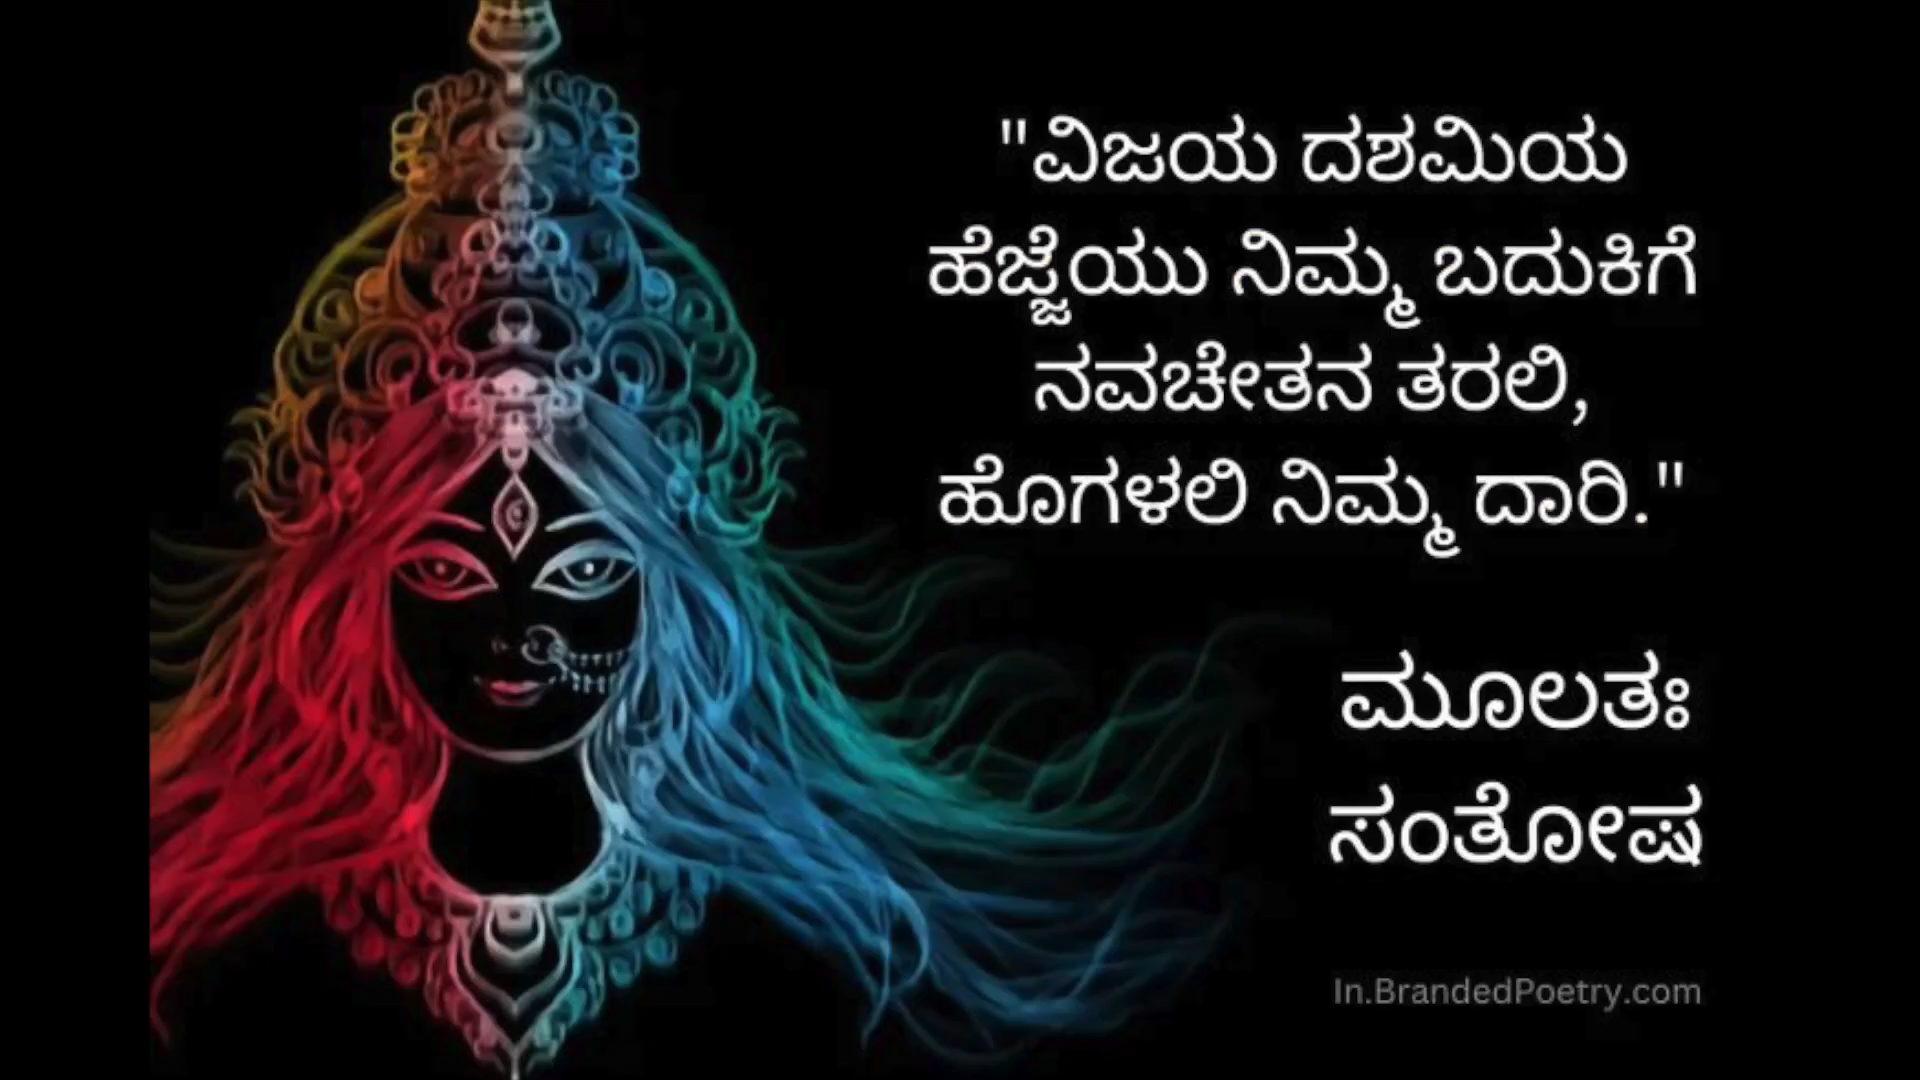 "ವಿಜಯ ದಶಮಿಯ
ಹೆಜ್ಜೆಯು ನಿಮ್ಮ ಬದುಕಿಗೆ
ನವಚೇತನ ತರಲಿ,
ಹೊಗಳಲಿ ನಿಮ್ಮ ದಾರಿ."
ಮೂಲತಃ
ಸಂತೋಷ
In.BrandedPoetry.com